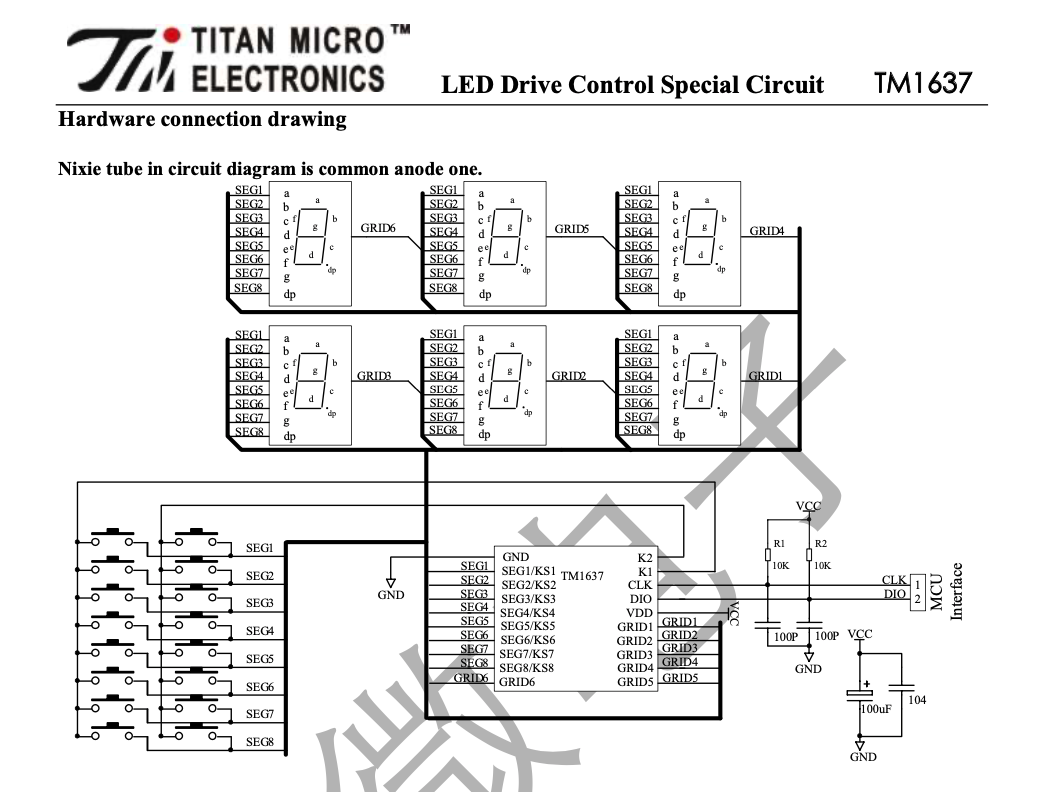 TITAN MICRO™
ELECTRONICS
LED Drive Control Special Circuit TM1637
Hardware connection drawing
Nixie tube in circuit diagram is common anode one.
SEG1 a a SEG1 a a SEG1 a a
SEG2 b SEG2 b SEG2 b
SEG3 c f b SEG3 c f b SEG3 c f b
SEG4 d g GRID6 SEG4 d g GRID5 SEG4 d g GRID4
SEG5 e e c SEG5 e e c SEG5 e e c
SEG6 f d SEG6 f d SEG6 f d
SEG7 g dp SEG7 g dp SEG7 g dp
SEG8 dp SEG8 dp SEG8 dp
SEG1 a a SEG1 a a SEG1 a a
SEG2 b SEG2 b SEG2 b
SEG3 c f b SEG3 c f b SEG3 c f b
SEG4 d g GRID3 SEG4 d g GRID2 SEG4 d g GRID1
SEG5 e e c SEG5 e e c SEG5 e e c
SEG6 f d SEG6 f d SEG6 f d
SEG7 g dp SEG7 g dp SEG7 g dp
SEG8 dp SEG8 dp SEG8 dp
SEG1
SEG2
SEG3
SEG4
SEG5
SEG6
SEG7
SEG8
GND
TM1637
GND K2
SEG1 SEG1/KS1 K1
SEG2 SEG2/KS2 CLK
SEG3 SEG3/KS3 DIO
SEG4 SEG4/KS4 VDD VCC
SEG5 SEG5/KS5 GRID1 GRID1
SEG6 SEG6/KS6 GRID2 GRID2
SEG7 SEG7/KS7 GRID3 GRID3
SEG8 SEG8/KS8 GRID4 GRID4
GRID6 GRID6 GRID5 GRID5
VCC
R1 R2
10K 10K
CLK 1
DIO 2
MCU
Interface
100P 100P
GND
VCC
+
100uF 104
GND
微电子